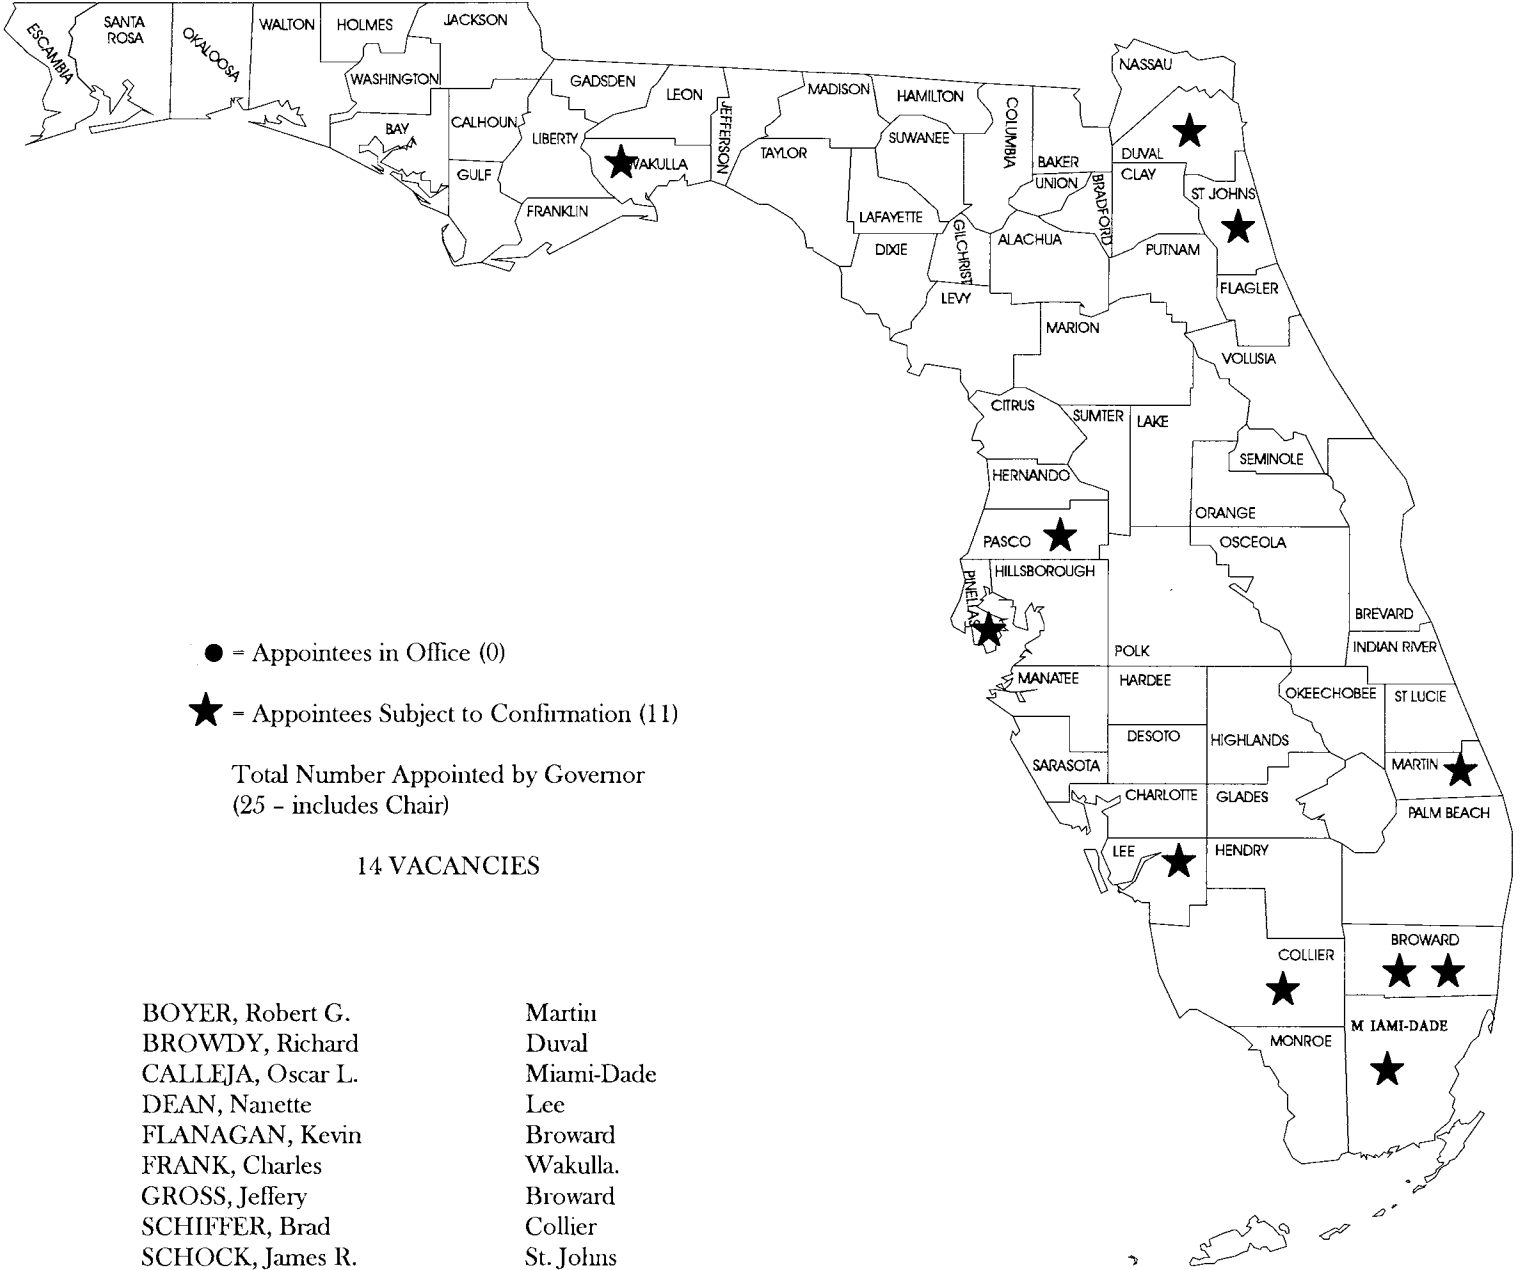 ESCAMBIA
SANTA
ROSA
OKALOOSA
WALTON
HOLMES
JACKSON
WASHINGTON
BAY
CALHOUN
GULF
LIBERTY
GADSDEN
LEON
WAKULLA
FRANKLIN
JEFFERSON
MADISON
TAYLOR
HAMILTON
SUWANEE
LAFAYETTE
DIXIE
COLUMBIA
GILCHRIST
LEVY
BAKER
UNION
BRADFORD
ALACHUA
NASSAU
DUVAL
CLAY
ST JOHNS
PUTNAM
FLAGLER
MARION
VOLUSIA
CITRUS
SUMTER
LAKE
SEMINOLE
HERNANDO
ORANGE
PASCO
OSCEOLA
PINELLAS
HILLSBOROUGH
POLK
BREVARD
INDIAN RIVER
MANATEE
HARDEE
OKEECHOBEE
ST LUCIE
DESOTO
HIGHLANDS
SARASOTA
MARTIN
CHARLOTTE
GLADES
PALM BEACH
LEE
HENDRY
COLLIER
BROWARD
M IAMI-DADE
MONROE
= Appointees in Office (0)
= Appointees Subject to Confirmation (11)
Total Number Appointed by Governor
(25 – includes Chair)
14 VACANCIES
BOYER, Robert G. Martin
BROWDY, Richard Duval
CALLEJA, Oscar L. Miami-Dade
DEAN, Nanette Lee
FLANAGAN, Kevin Broward
FRANK, Charles Wakulla.
GROSS, Jeffery Broward
SCHIFFER, Brad Collier
SCHOCK, James R. St. Johns